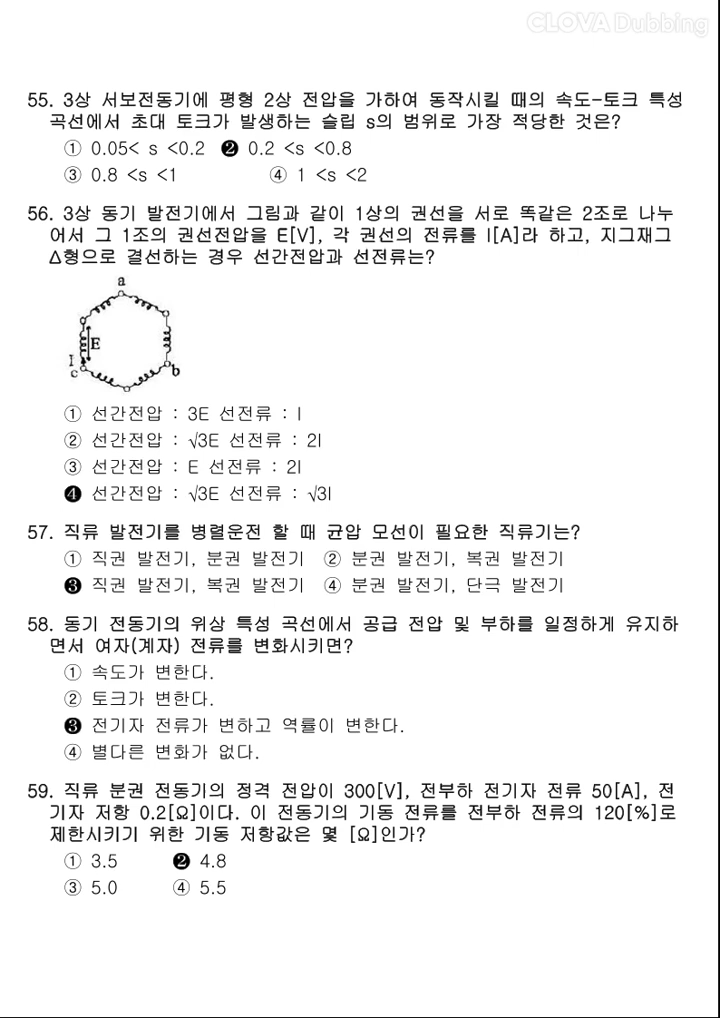 CLOVA Dubbing
55. 3상 서보전동기에 평형 2상 전압을 가하여 동작시킬 때의 속도-토크 특성
곡선에서 초대 토크가 발생하는 슬립 s의 범위로 가장 적당한 것은?
① 0.05< s <0.2 ❷ 0.2 <s <0.8
③ 0.8 <s <1 ④ 1 <s <2
56. 3상 동기 발전기에서 그림과 같이 1상의 권선을 서로 똑같은 2조로 나누
어서 그 1조의 권선전압을 E[V], 각 권선의 전류를 I[A]라 하고, 지그재그
Δ형으로 결선하는 경우 선간전압과 선전류는?
a
E
I
c
b
① 선간전압 : 3E 선전류 : I
② 선간전압 : √3E 선전류 : 2I
③ 선간전압 : E 선전류 : 2I
❹ 선간전압 : √3E 선전류 : √3I
57. 직류 발전기를 병렬운전 할 때 균압 모선이 필요한 직류기는?
① 직권 발전기, 분권 발전기 ② 분권 발전기, 복권 발전기
❸ 직권 발전기, 복권 발전기 ④ 분권 발전기, 단극 발전기
58. 동기 전동기의 위상 특성 곡선에서 공급 전압 및 부하를 일정하게 유지하
면서 여자(계자) 전류를 변화시키면?
① 속도가 변한다.
② 토크가 변한다.
❸ 전기자 전류가 변하고 역률이 변한다.
④ 별다른 변화가 없다.
59. 직류 분권 전동기의 정격 전압이 300[V], 전부하 전기자 전류 50[A], 전
기자 저항 0.2[Ω]이다. 이 전동기의 기동 전류를 전부하 전류의 120[%]로
제한시키기 위한 기동 저항값은 몇 [Ω]인가?
① 3.5 ❷ 4.8
③ 5.0 ④ 5.5